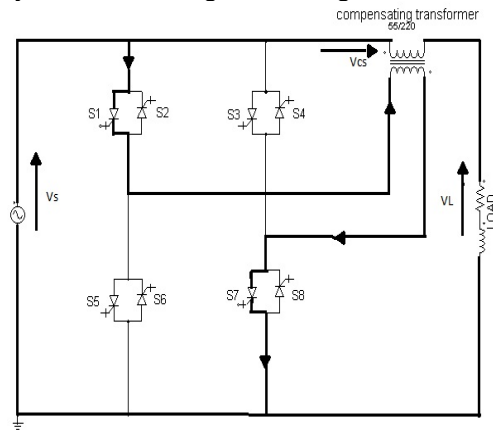 compensating transformer
55/220
Vcs
S1
S2
S3
S4
Vs
VL
LOAD
S5
S6
S7
S8